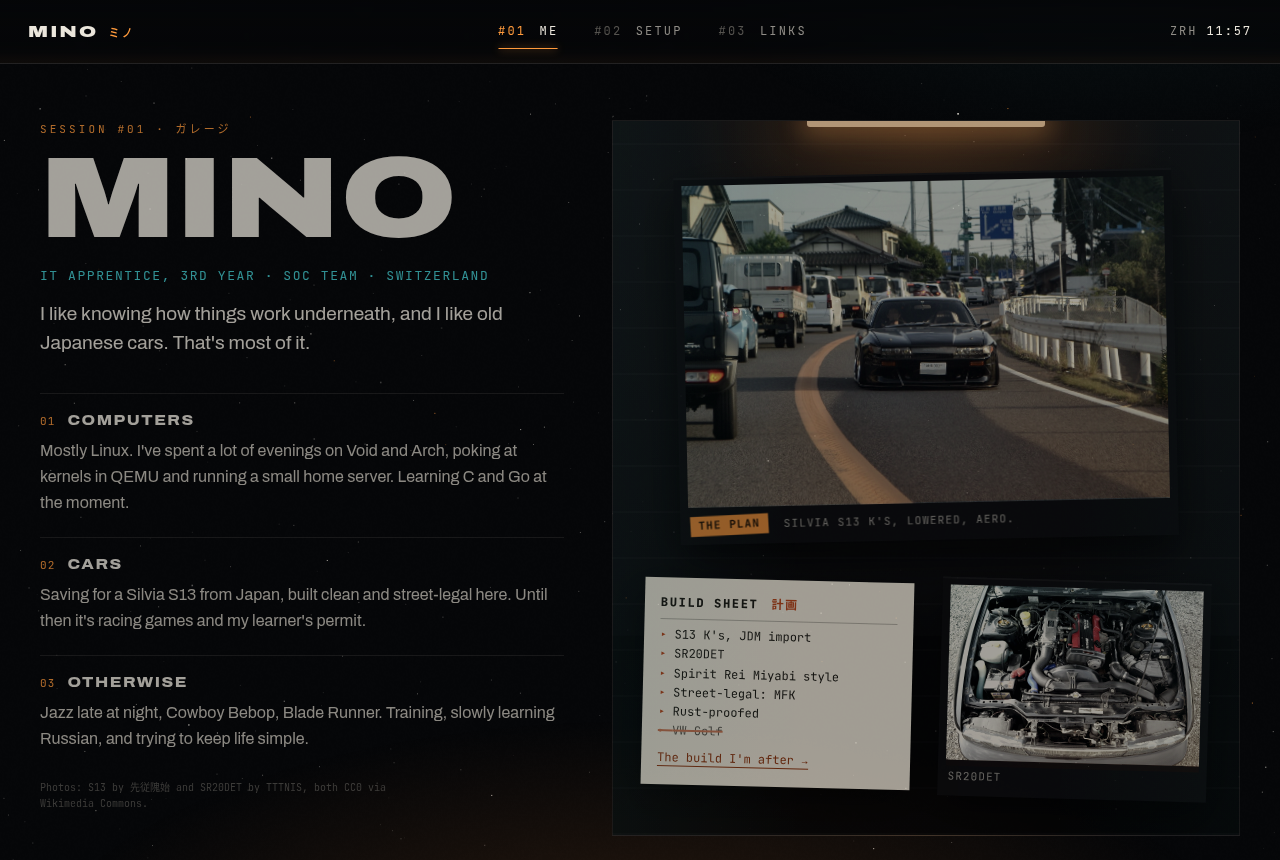 MINO ミノ
#01 ME
#02 SETUP
#03 LINKS
ZRH 11:57
SESSION #01 · ガレージ
MINO
IT APPRENTICE, 3RD YEAR · SOC TEAM · SWITZERLAND
I like knowing how things work underneath, and I like old
Japanese cars. That's most of it.
01 COMPUTERS
Mostly Linux. I've spent a lot of evenings on Void and Arch, poking at
kernels in QEMU and running a small home server. Learning C and Go at
the moment.
02 CARS
Saving for a Silvia S13 from Japan, built clean and street-legal here. Until
then it's racing games and my learner's permit.
03 OTHERWISE
Jazz late at night, Cowboy Bebop, Blade Runner. Training, slowly learning
Russian, and trying to keep life simple.
Photos: S13 by 先従隗始 and SR20DET by TTTNIS, both CC0 via
Wikimedia Commons.
THE PLAN SILVIA S13 K'S, LOWERED, AERO.
BUILD SHEET 計画
‣ S13 K's, JDM import
‣ SR20DET
‣ Spirit Rei Miyabi style
‣ Street-legal: MFK
‣ Rust-proofed
‣ VW Golf
The build I'm after →
SR20DET